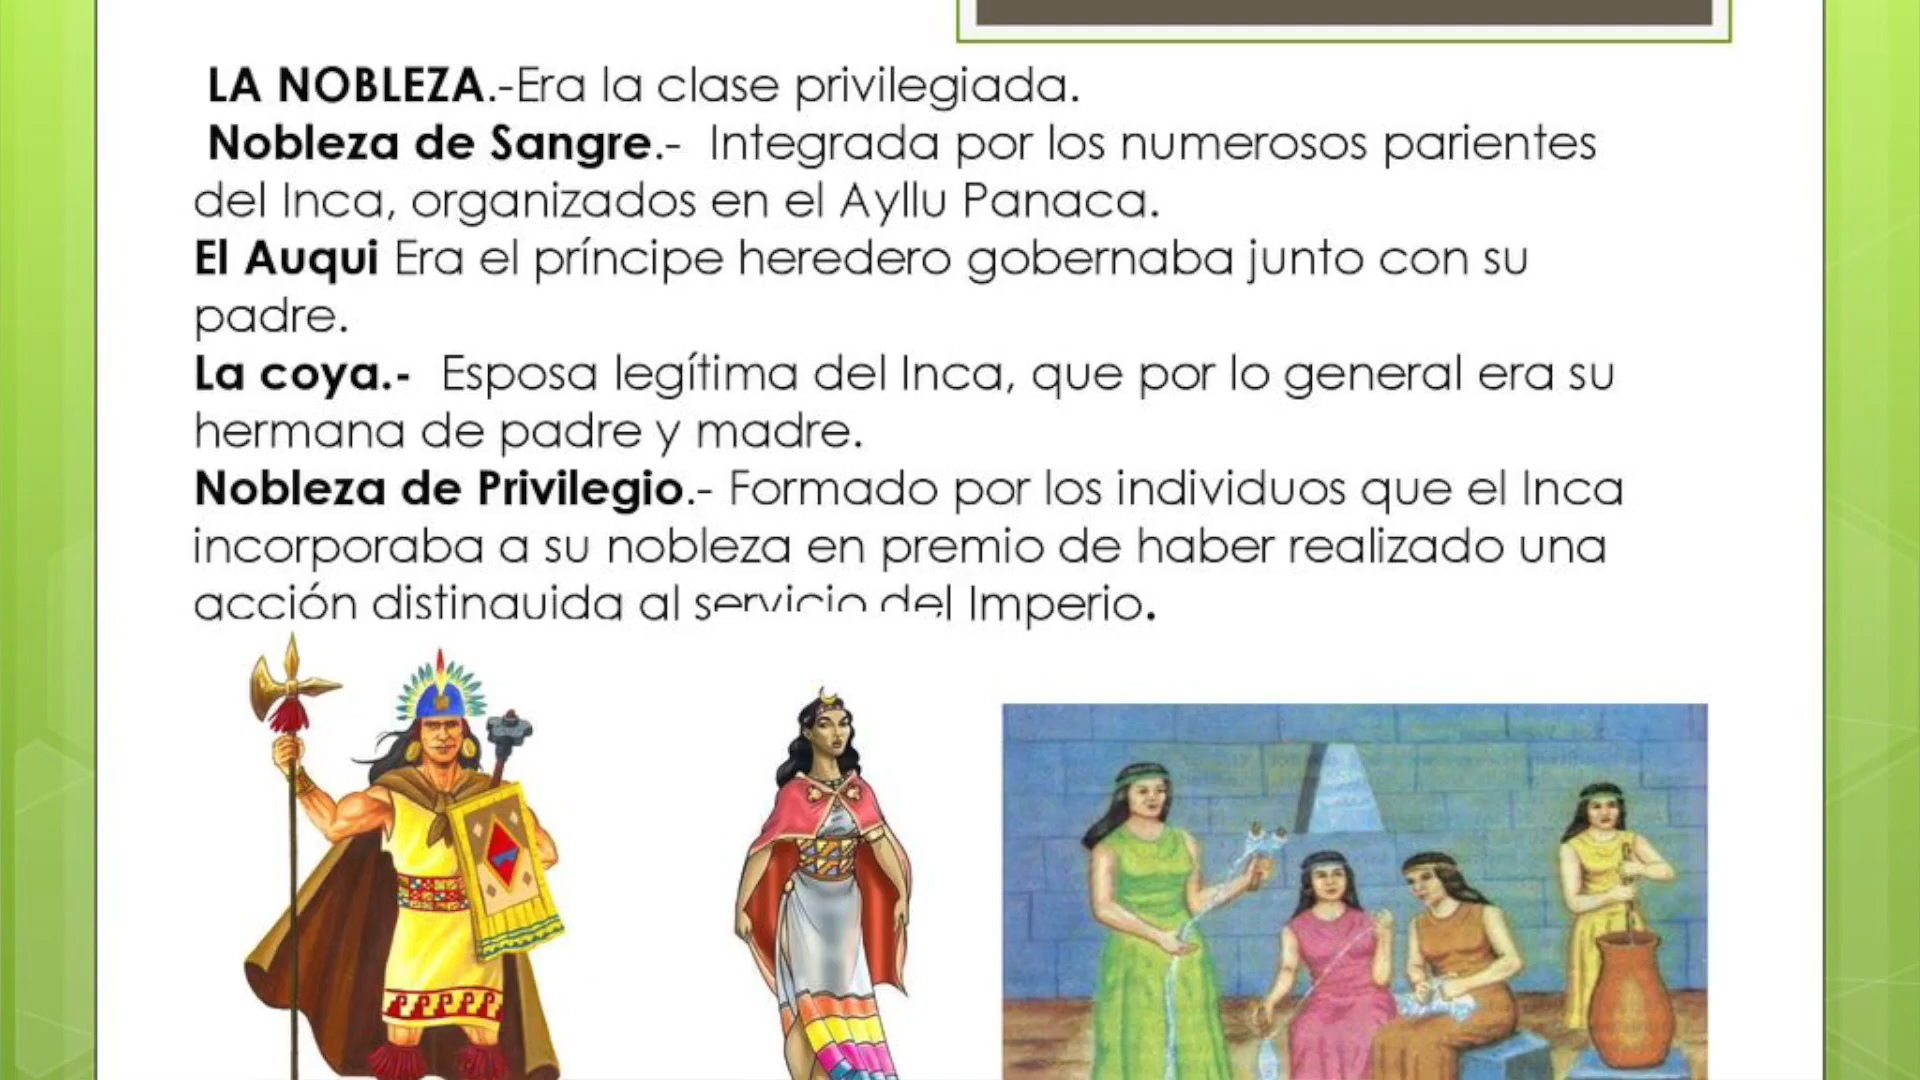 LA NOBLEZA.-Era la clase privilegiada.
Nobleza de Sangre.- Integrada por los numerosos parientes
del Inca, organizados en el Ayllu Panaca.
El Auqui Era el príncipe heredero gobernaba junto con su
padre.
La coya.- Esposa legítima del Inca, que por lo general era su
hermana de padre y madre.
Nobleza de Privilegio.- Formado por los individuos que el Inca
incorporaba a su nobleza en premio de haber realizado una
acción distinguida al servicio del Imperio.